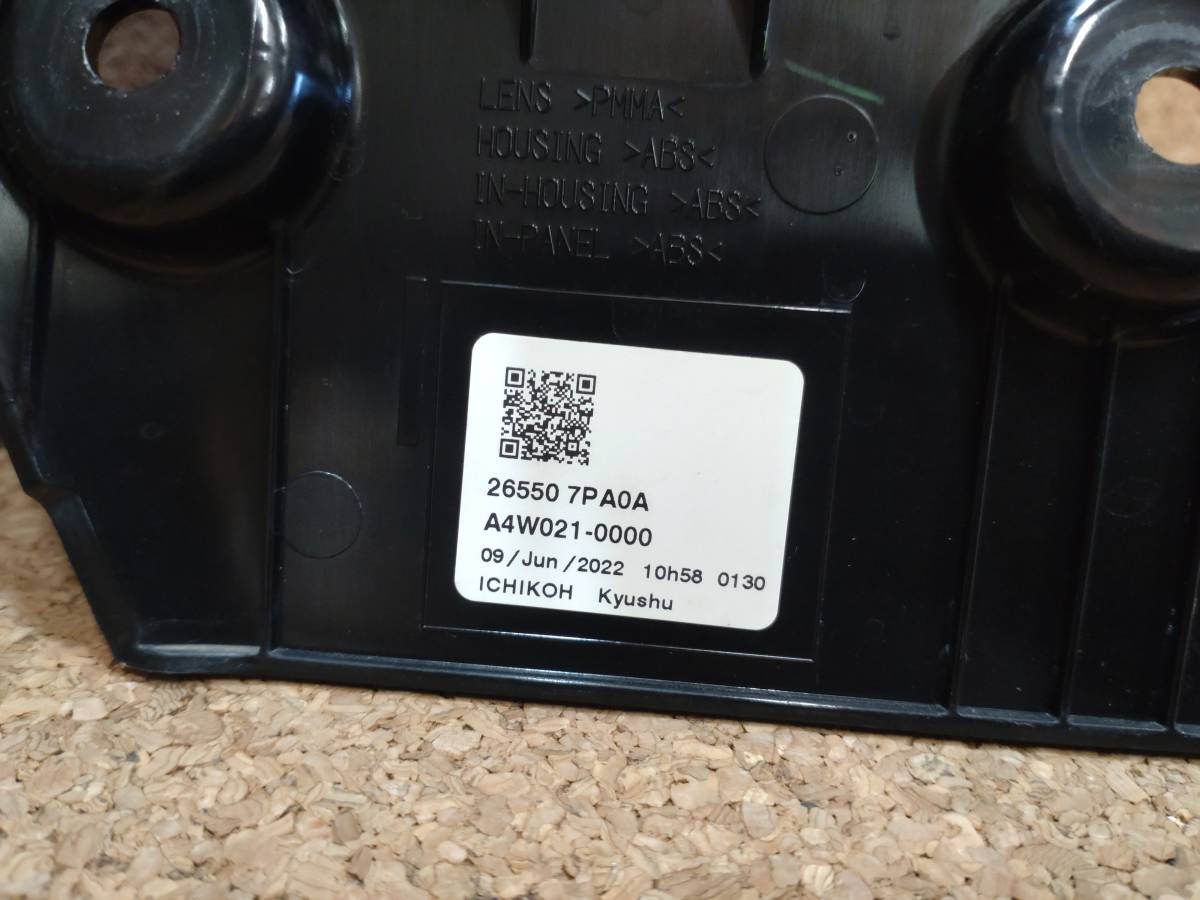 LENS >PMMA<
HOUSING >ABS<
IN-HOUSING >ABS<
IN-PANEL >ABS<
26550 7PA0A
A4W021-0000
09/Jun/2022 10h58 0130
ICHIKOH Kyushu